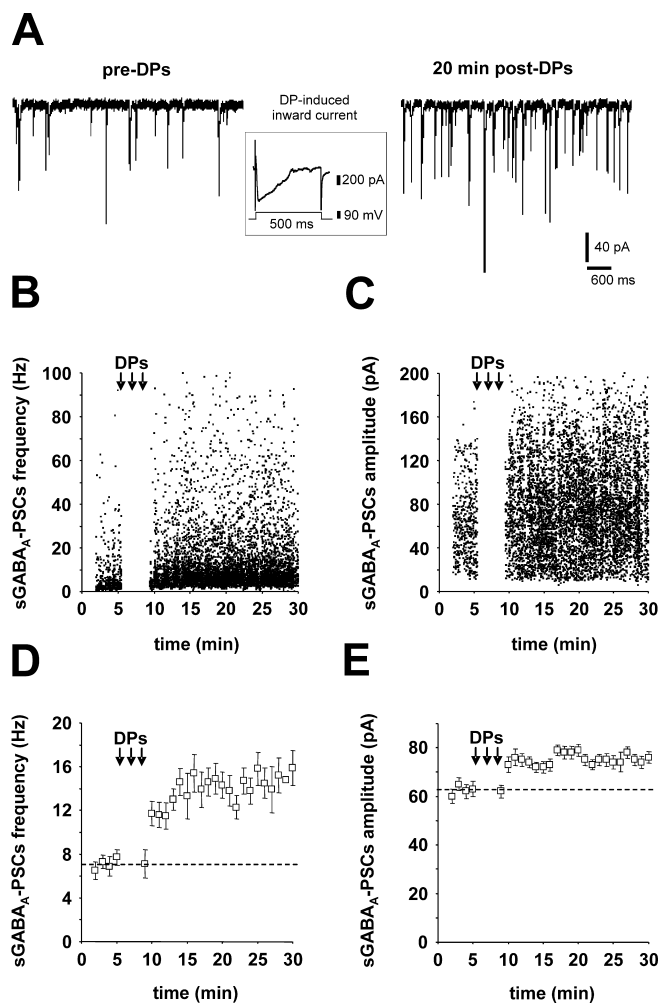 A
pre-DPs
DP-induced
inward current
20 min post-DPs
200 pA
90 mV
500 ms
40 pA
600 ms
B
DPs
sGABAA-PSCs frequency (Hz)
100
80
60
40
20
0
0 5 10 15 20 25 30
time (min)
C
DPs
sGABAA-PSCs amplitude (pA)
200
160
120
80
40
0
0 5 10 15 20 25 30
time (min)
D
DPs
sGABAA-PSCs frequency (Hz)
20
16
12
8
4
0
0 5 10 15 20 25 30
time (min)
E
DPs
sGABAA-PSCs amplitude (pA)
80
60
40
20
0
0 5 10 15 20 25 30
time (min)